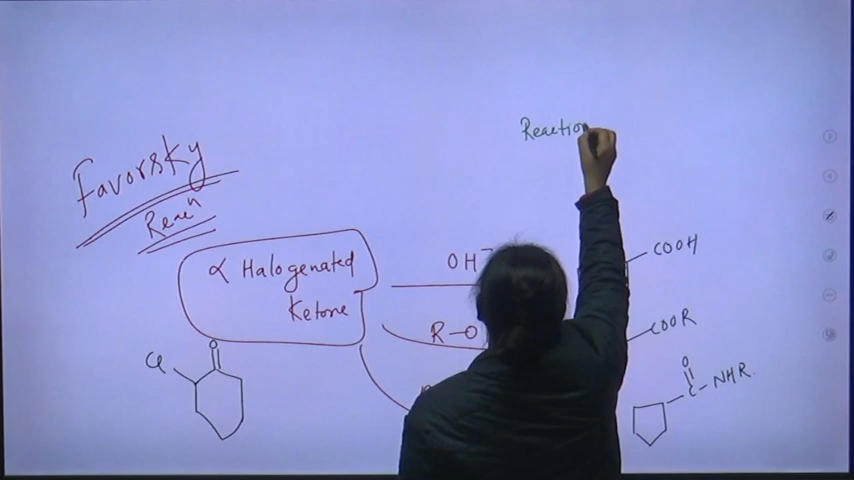 Reaction
Favorsky
Reacⁿ
α Halogenated
Ketone
OH⁻
COOH
R-O
COOR
O
Cl
O
C-NHR.